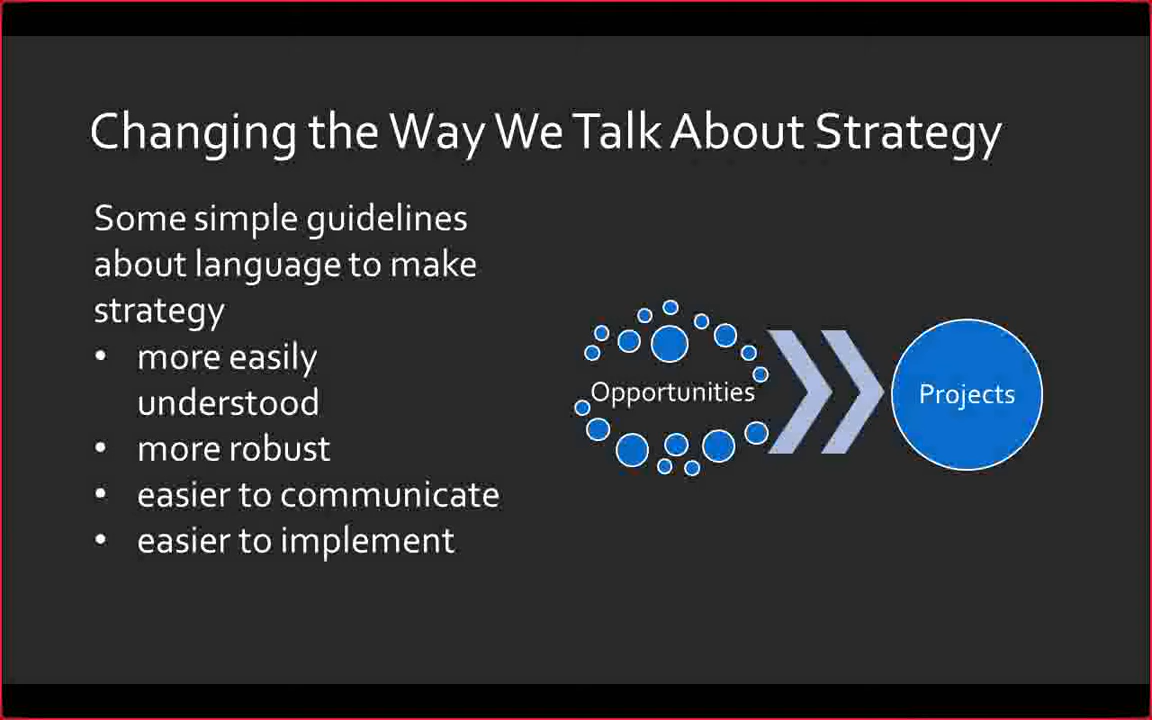 Changing the Way We Talk About Strategy
Some simple guidelines
about language to make
strategy
• more easily
understood
• more robust
• easier to communicate
• easier to implement
Opportunities
Projects